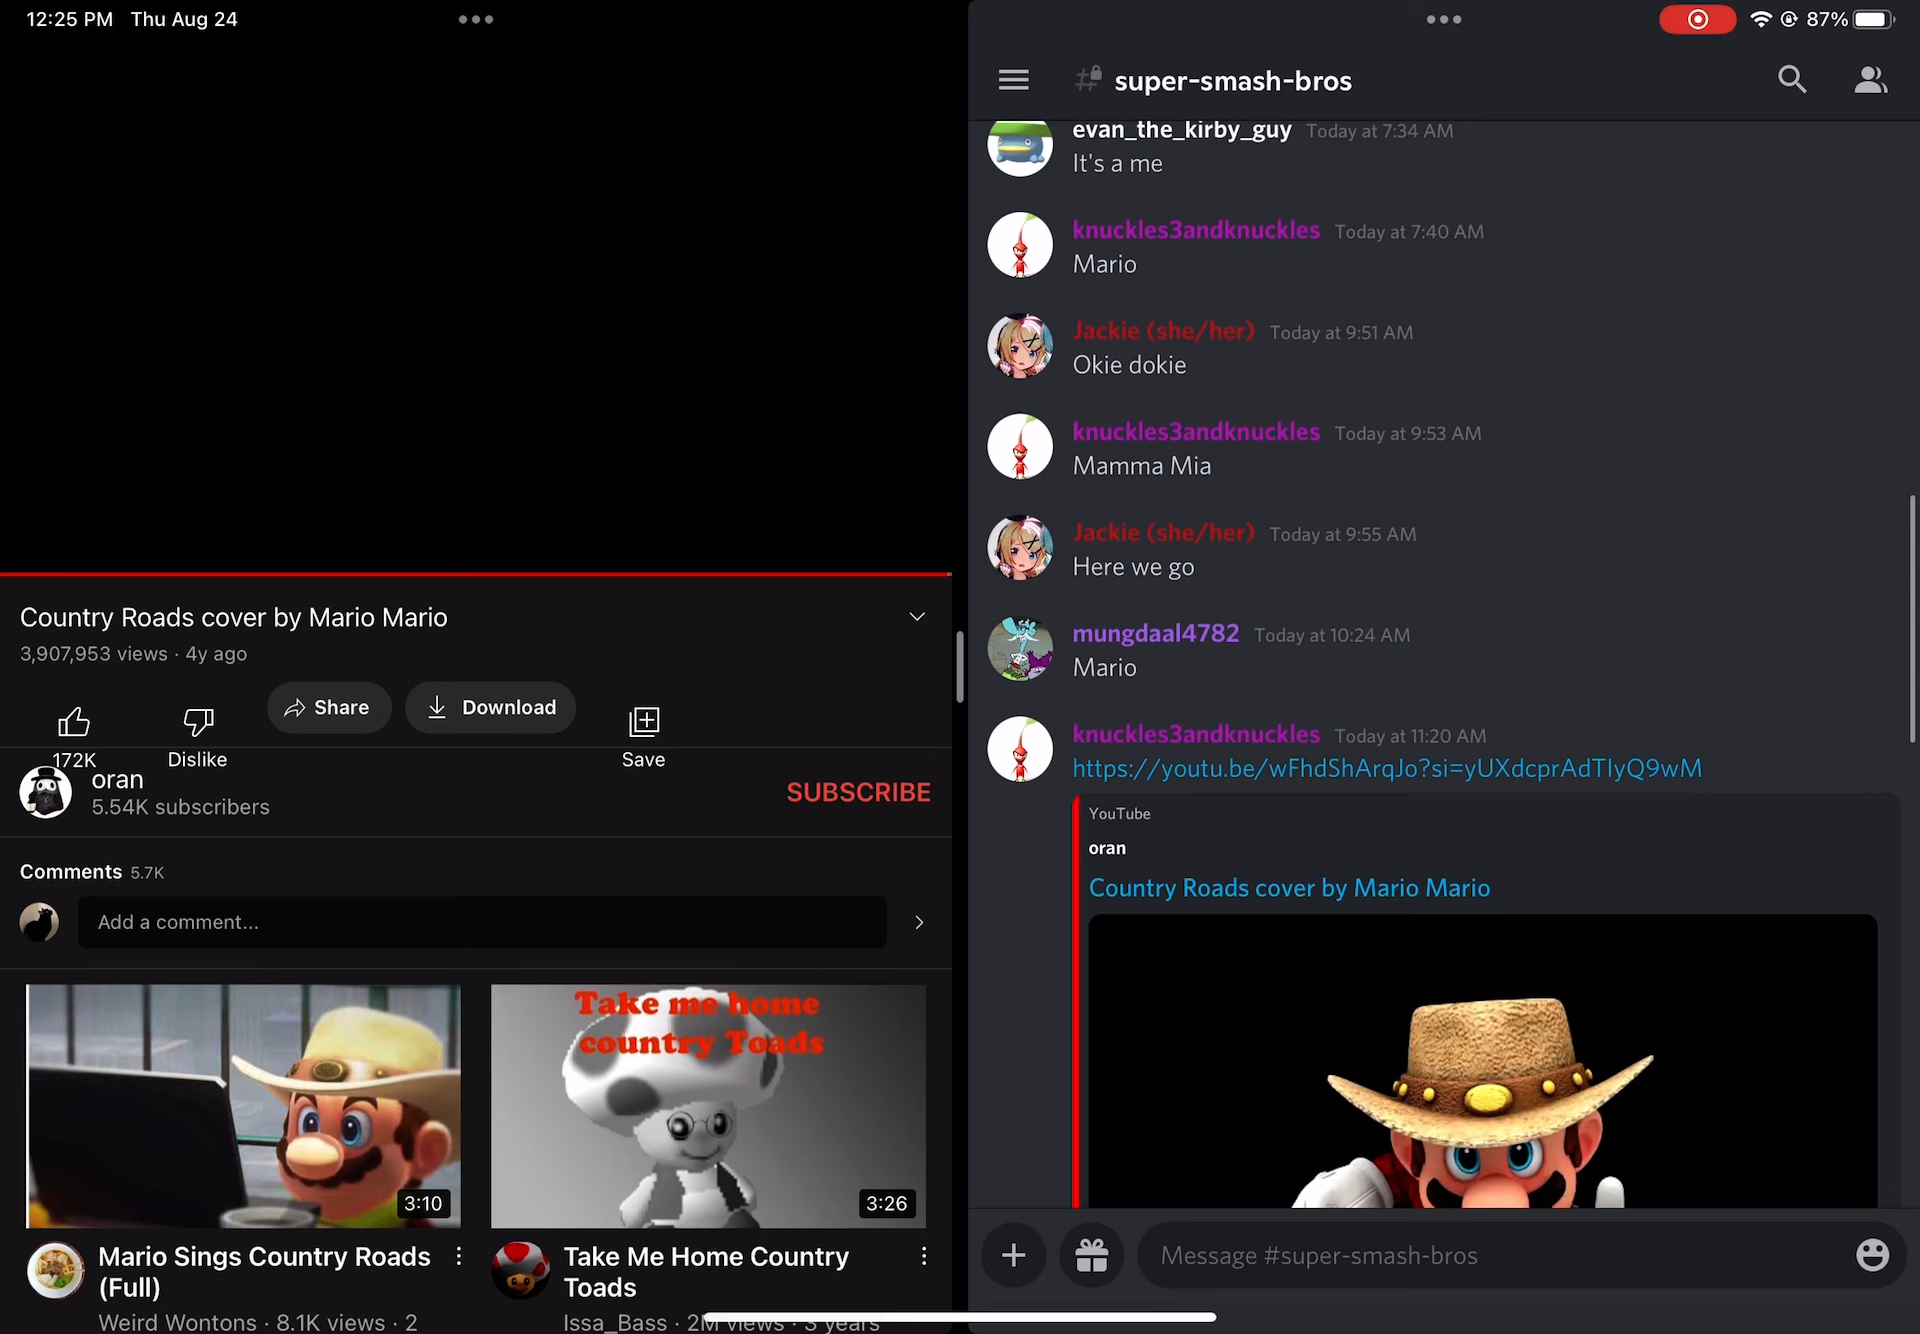 12:25 PM Thu Aug 24
87%
Country Roads cover by Mario Mario
3,907,953 views · 4y ago
172K
Dislike
Share
Download
Save
oran
5.54K subscribers
SUBSCRIBE
Comments 5.7K
Add a comment...
Take me home
country Toads
3:10
3:26
Mario Sings Country Roads
(Full)
Weird Wontons · 8.1K views · 2
Take Me Home Country
Toads
Issa_Bass · 2M views · 3 years
super-smash-bros
evan_the_kirby_guy Today at 7:34 AM
It's a me
knuckles3andknuckles Today at 7:40 AM
Mario
Jackie (she/her) Today at 9:51 AM
Okie dokie
knuckles3andknuckles Today at 9:53 AM
Mamma Mia
Jackie (she/her) Today at 9:55 AM
Here we go
mungdaal4782 Today at 10:24 AM
Mario
knuckles3andknuckles Today at 11:20 AM
https://youtu.be/wFhdShArqJo?si=yUXdcprAdTIyQ9wM
YouTube
oran
Country Roads cover by Mario Mario
Message #super-smash-bros